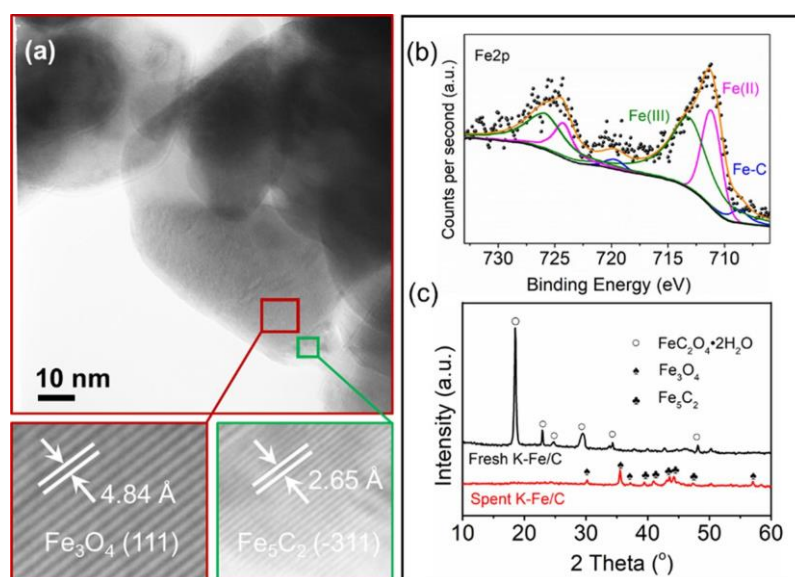 (a)
10 nm
4.84 Å
Fe₃O₄ (111)
2.65 Å
Fe₅C₂ (-311)
(b)
Fe2p
Fe(III)
Fe(II)
Fe-C
Counts per second (a.u.)
730 725 720 715 710
Binding Energy (eV)
(c)
○ FeC₂O₄•2H₂O
♠ Fe₃O₄
♣ Fe₅C₂
Intensity (a.u.)
Fresh K-Fe/C
Spent K-Fe/C
10 20 30 40 50 60
2 Theta (°)